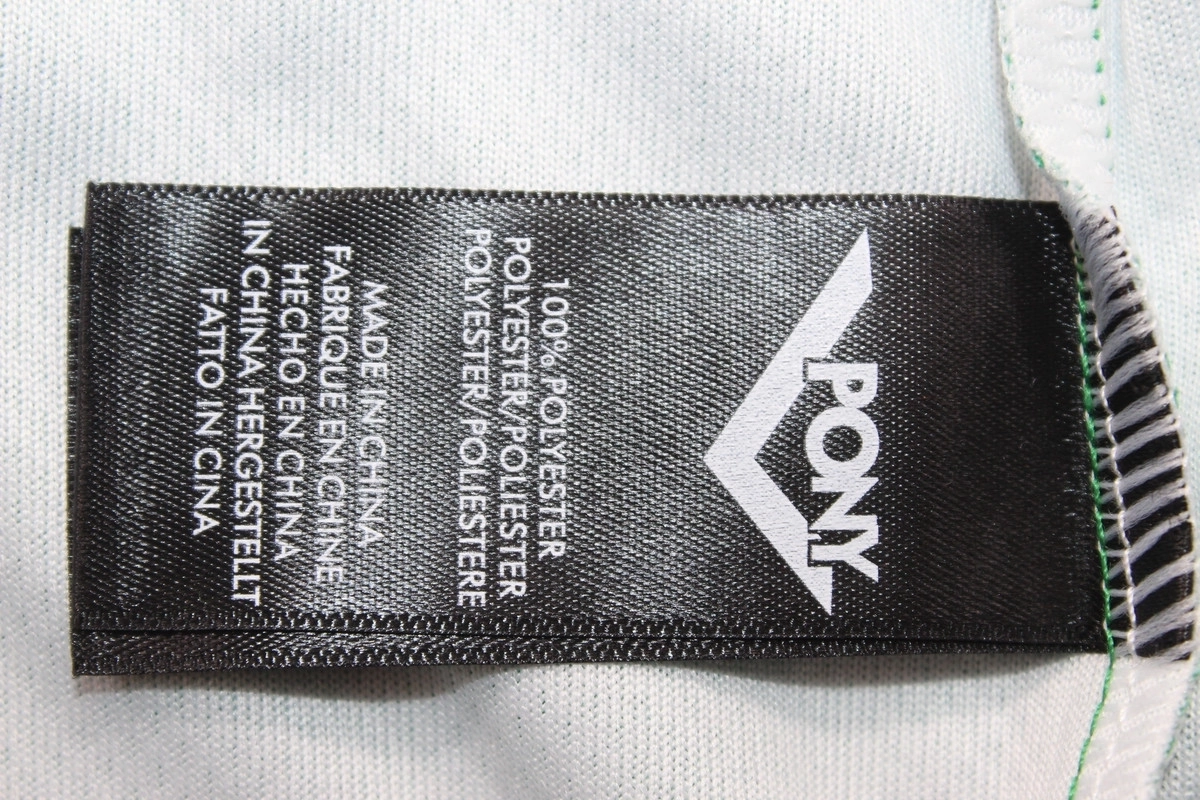 PONY
100% POLYESTER
POLYESTER/POLIESTER
POLYESTER/POLIESTERE
MADE IN CHINA
FABRIQUE EN CHINE
HECHO EN CHINA
IN CHINA HERGESTELLT
FATTO IN CINA